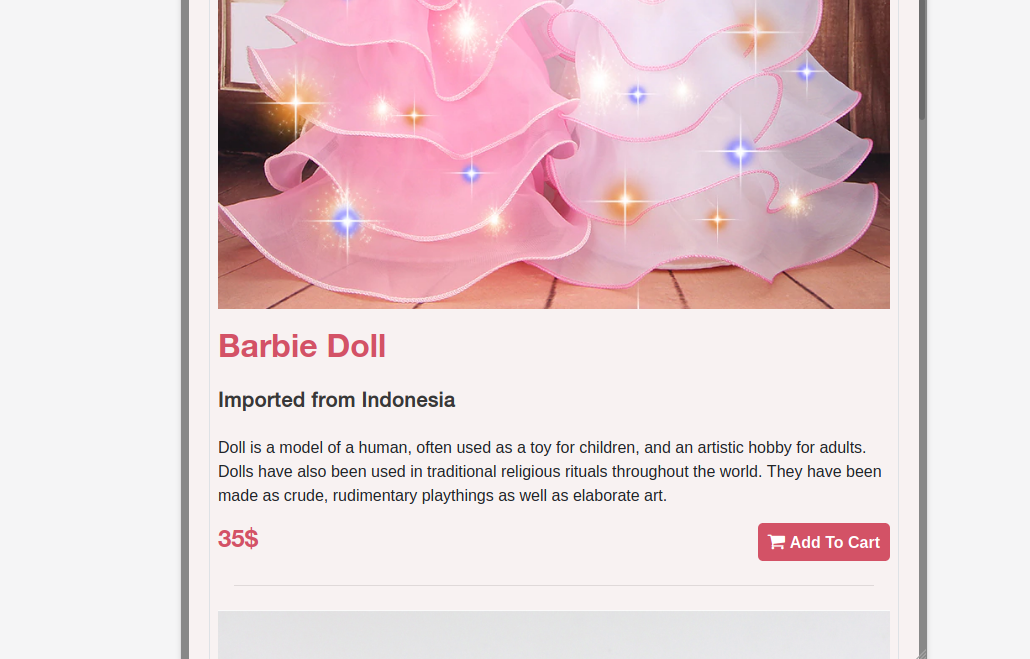 Barbie Doll
Imported from Indonesia
Doll is a model of a human, often used as a toy for children, and an artistic hobby for adults.
Dolls have also been used in traditional religious rituals throughout the world. They have been
made as crude, rudimentary playthings as well as elaborate art.
35$
Add To Cart